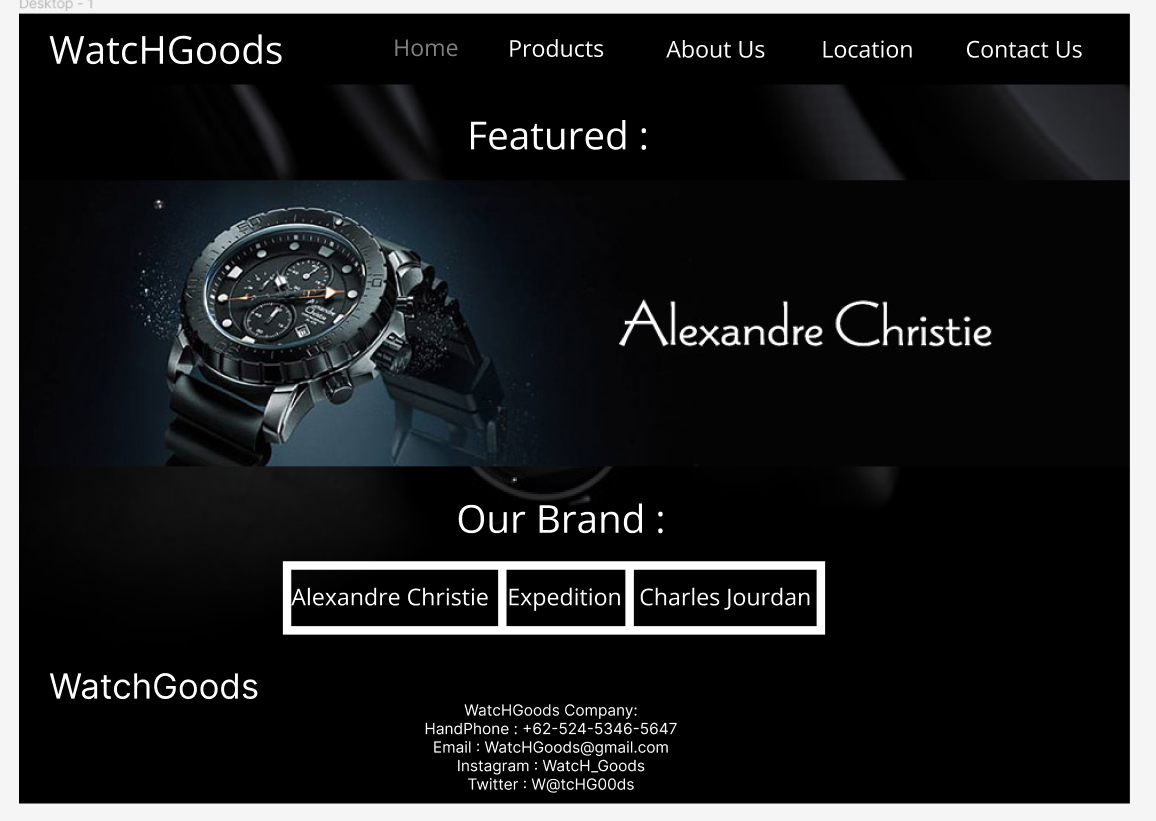 Desktop - 1
WatcHGoods Home Products About Us Location Contact Us
Featured :
Alexandre Christie
Our Brand :
Alexandre Christie Expedition Charles Jourdan
WatchGoods
WatcHGoods Company:
HandPhone : +62-524-5346-5647
Email : WatcHGoods@gmail.com
Instagram : WatcH_Goods
Twitter : W@tcHG00ds